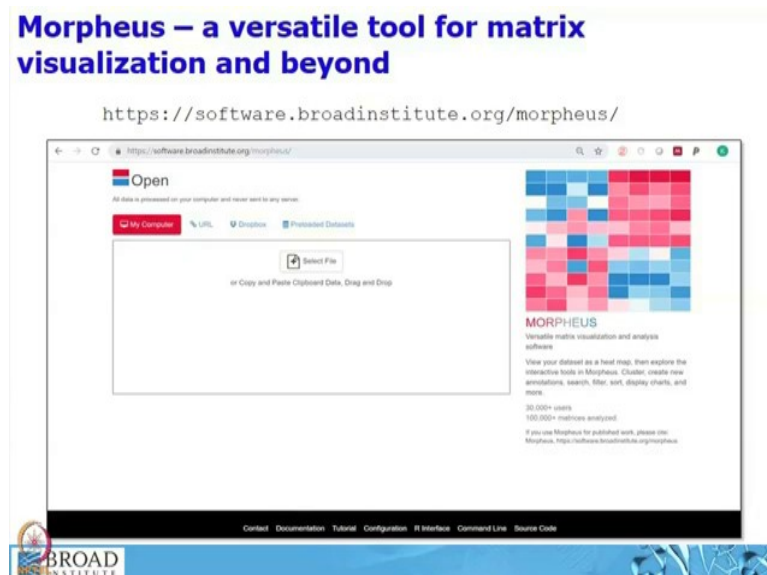 Morpheus – a versatile tool for matrix
visualization and beyond
https://software.broadinstitute.org/morpheus/
https://software.broadinstitute.org/morpheus/
Open
All data is processed on your computer and never sent to any server.
My Computer URL Dropbox Preloaded Datasets
Select File
or Copy and Paste Clipboard Data, Drag and Drop
MORPHEUS
Versatile matrix visualization and analysis
software
View your dataset as a heat map, then explore the
interactive tools in Morpheus. Cluster, create new
annotations, search, filter, sort, display charts, and
more.
30,000+ users
100,000+ matrices analyzed
If you use Morpheus for published work, please cite:
Morpheus, https://software.broadinstitute.org/morpheus
Contact Documentation Tutorial Configuration R Interface Command Line Source Code
BROAD
INSTITUTE